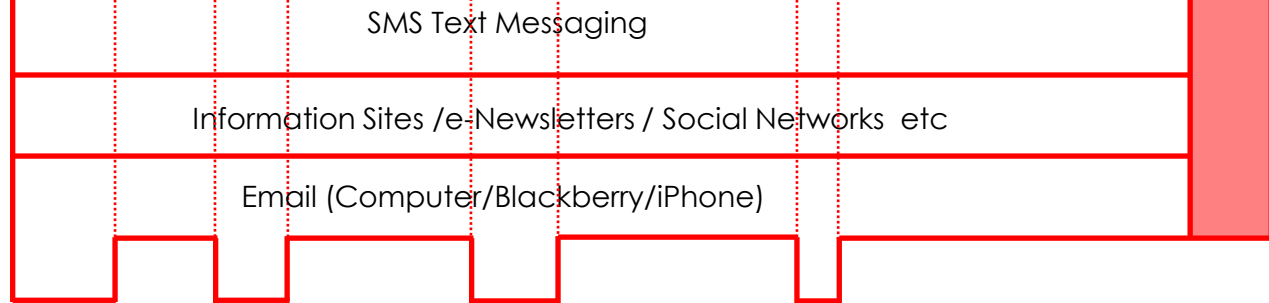 SMS Text Messaging
Information Sites /e-Newsletters / Social Networks  etc
Email (Computer/Blackberry/iPhone)